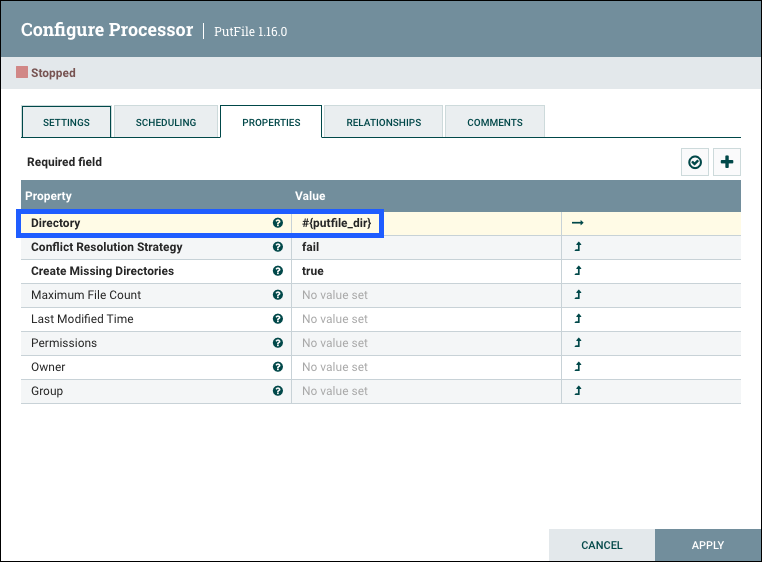 Configure Processor | PutFile 1.16.0
Stopped
SETTINGS SCHEDULING PROPERTIES RELATIONSHIPS COMMENTS
Required field
Property Value
Directory #{putfile_dir}
Conflict Resolution Strategy fail
Create Missing Directories true
Maximum File Count No value set
Last Modified Time No value set
Permissions No value set
Owner No value set
Group No value set
CANCEL APPLY